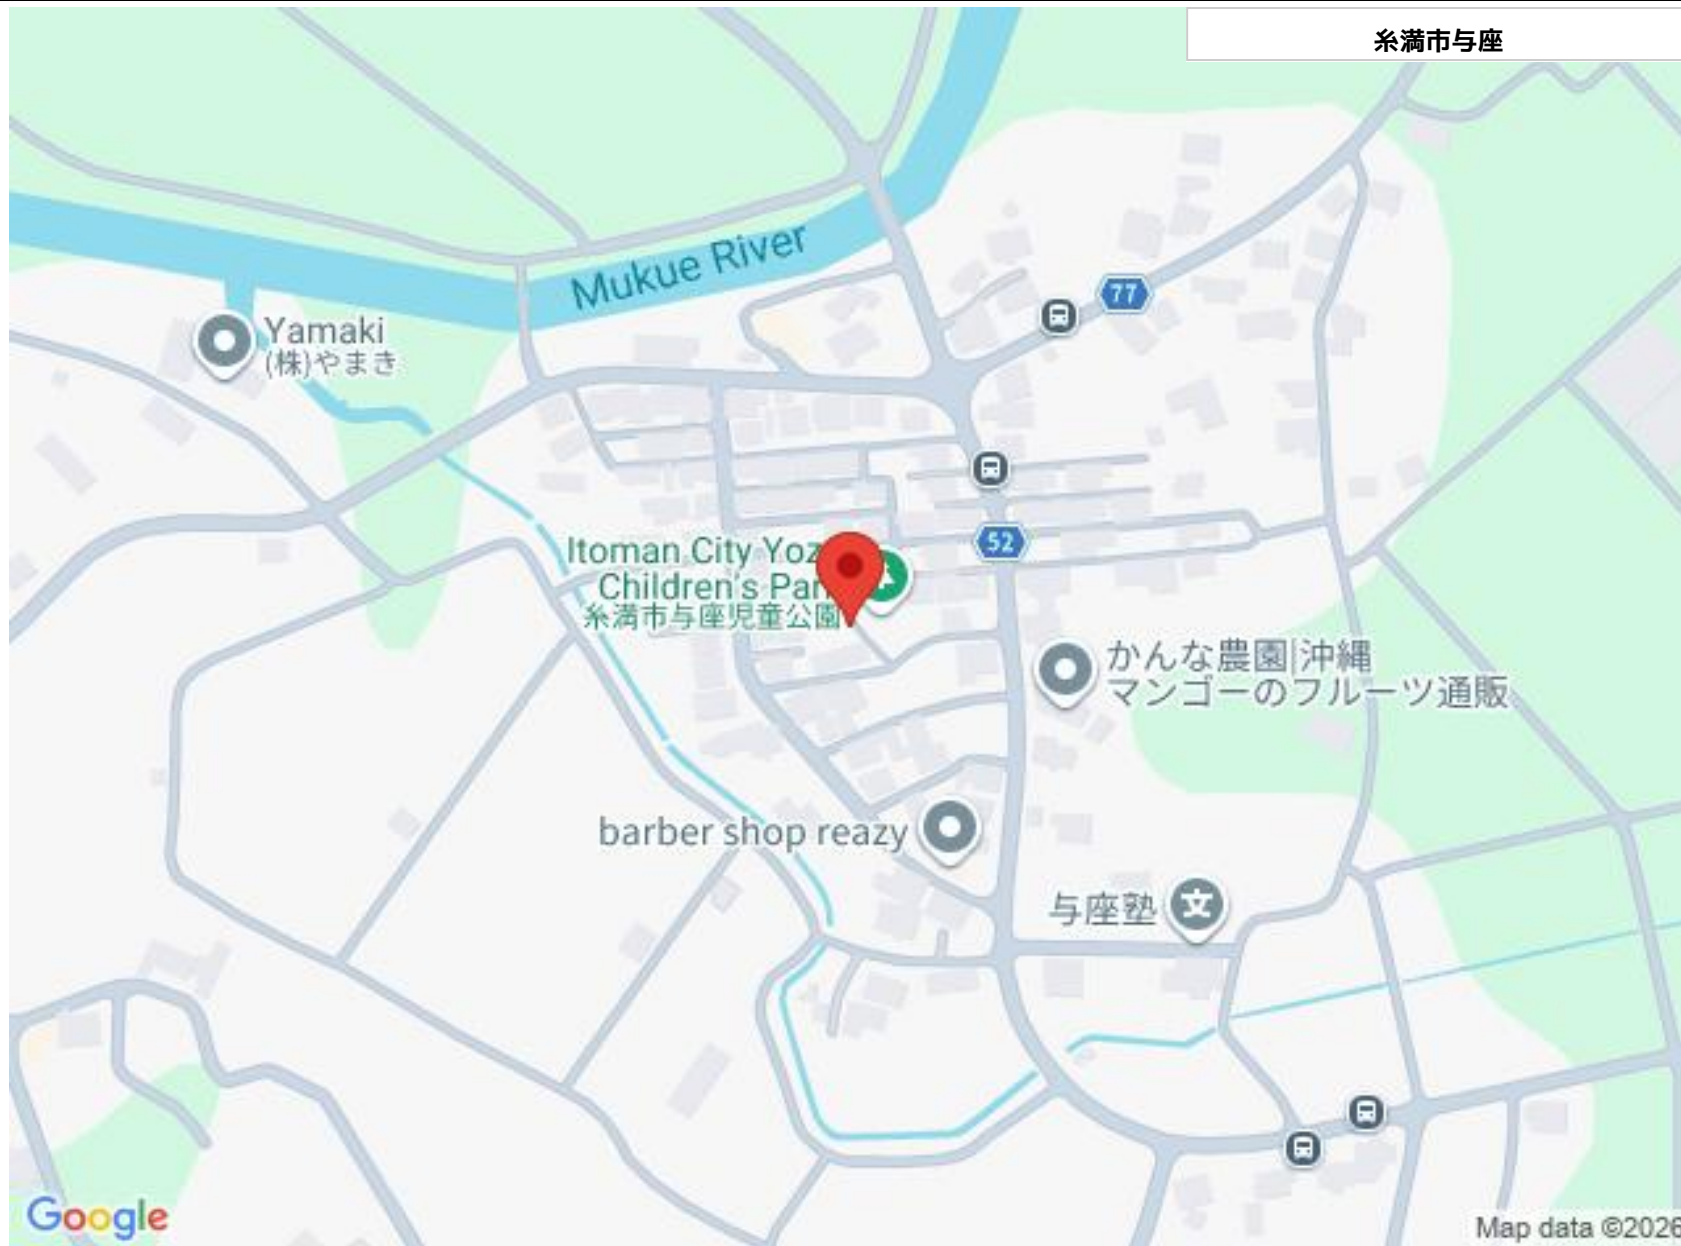 糸満市与座
Mukue River
77
Yamaki
(株)やまき
52
Itoman City Yoz
Children's Par
糸満市与座児童公園
かんな農園|沖縄
マンゴーのフルーツ通販
barber shop reazy
与座塾
文
Google
Map data ©2026